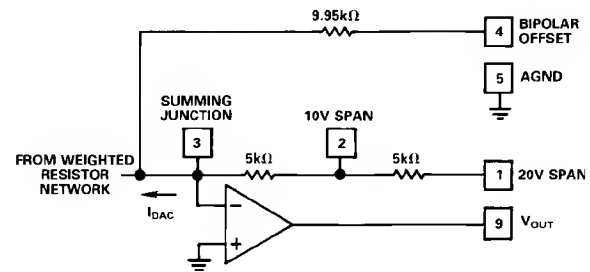 9.95kΩ
4 BIPOLAR
OFFSET
5 AGND
SUMMING
JUNCTION
10V SPAN
3
2
5kΩ
5kΩ
FROM WEIGHTED
RESISTOR
NETWORK
1 20V SPAN
IDAC
−
+
9 VOUT